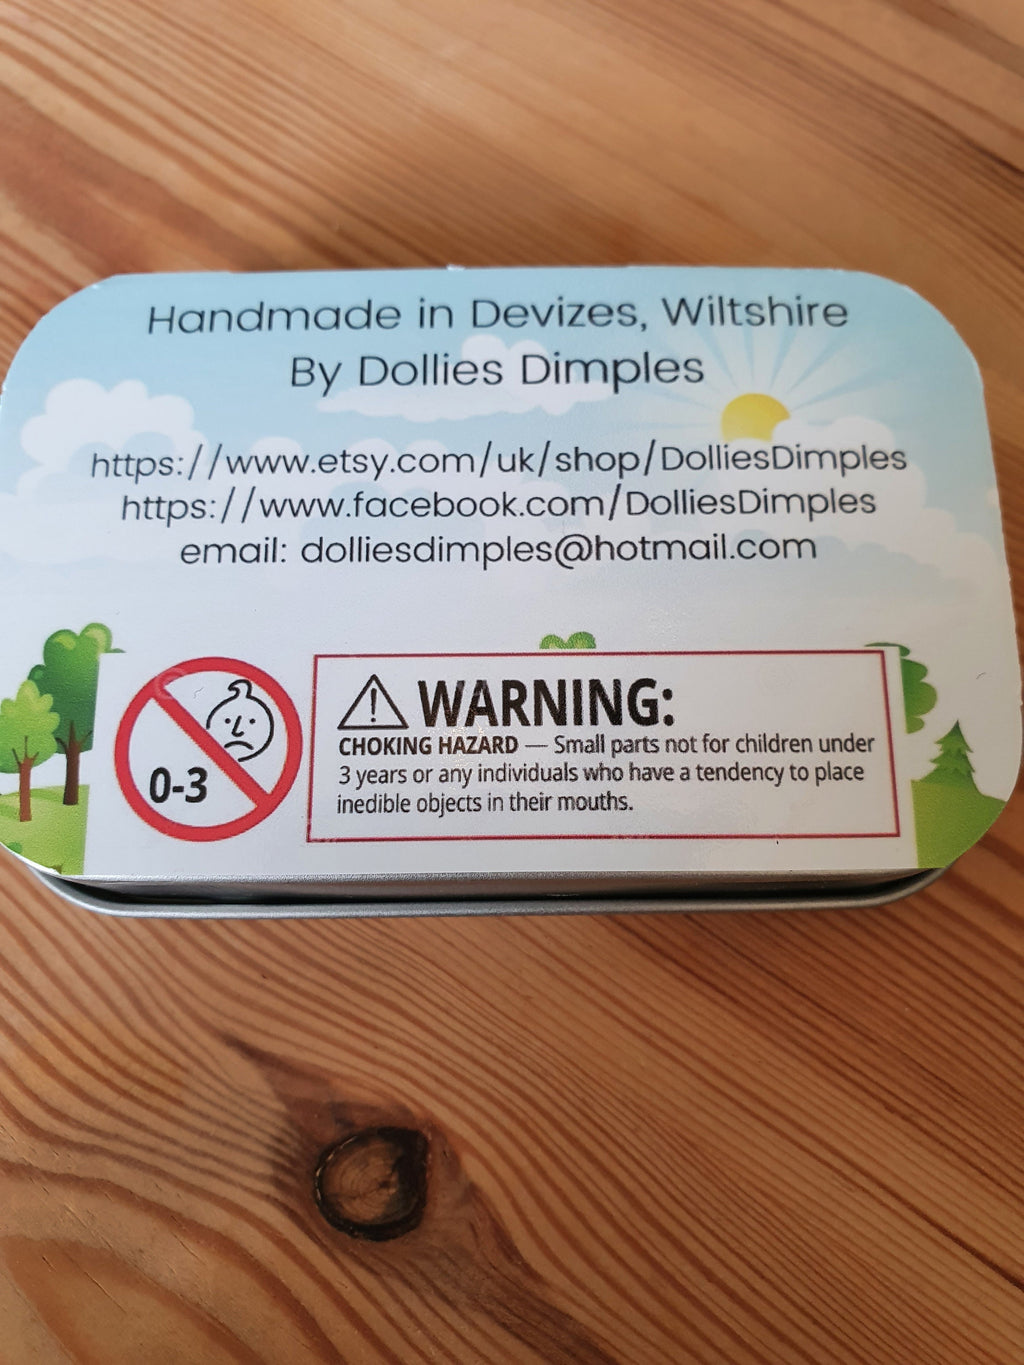 Handmade in Devizes, Wiltshire
By Dollies Dimples
https://www.etsy.com/uk/shop/DolliesDimples
https://www.facebook.com/DolliesDimples
email: dolliesdimples@hotmail.com
0-3
WARNING:
CHOKING HAZARD — Small parts not for children under
3 years or any individuals who have a tendency to place
inedible objects in their mouths.